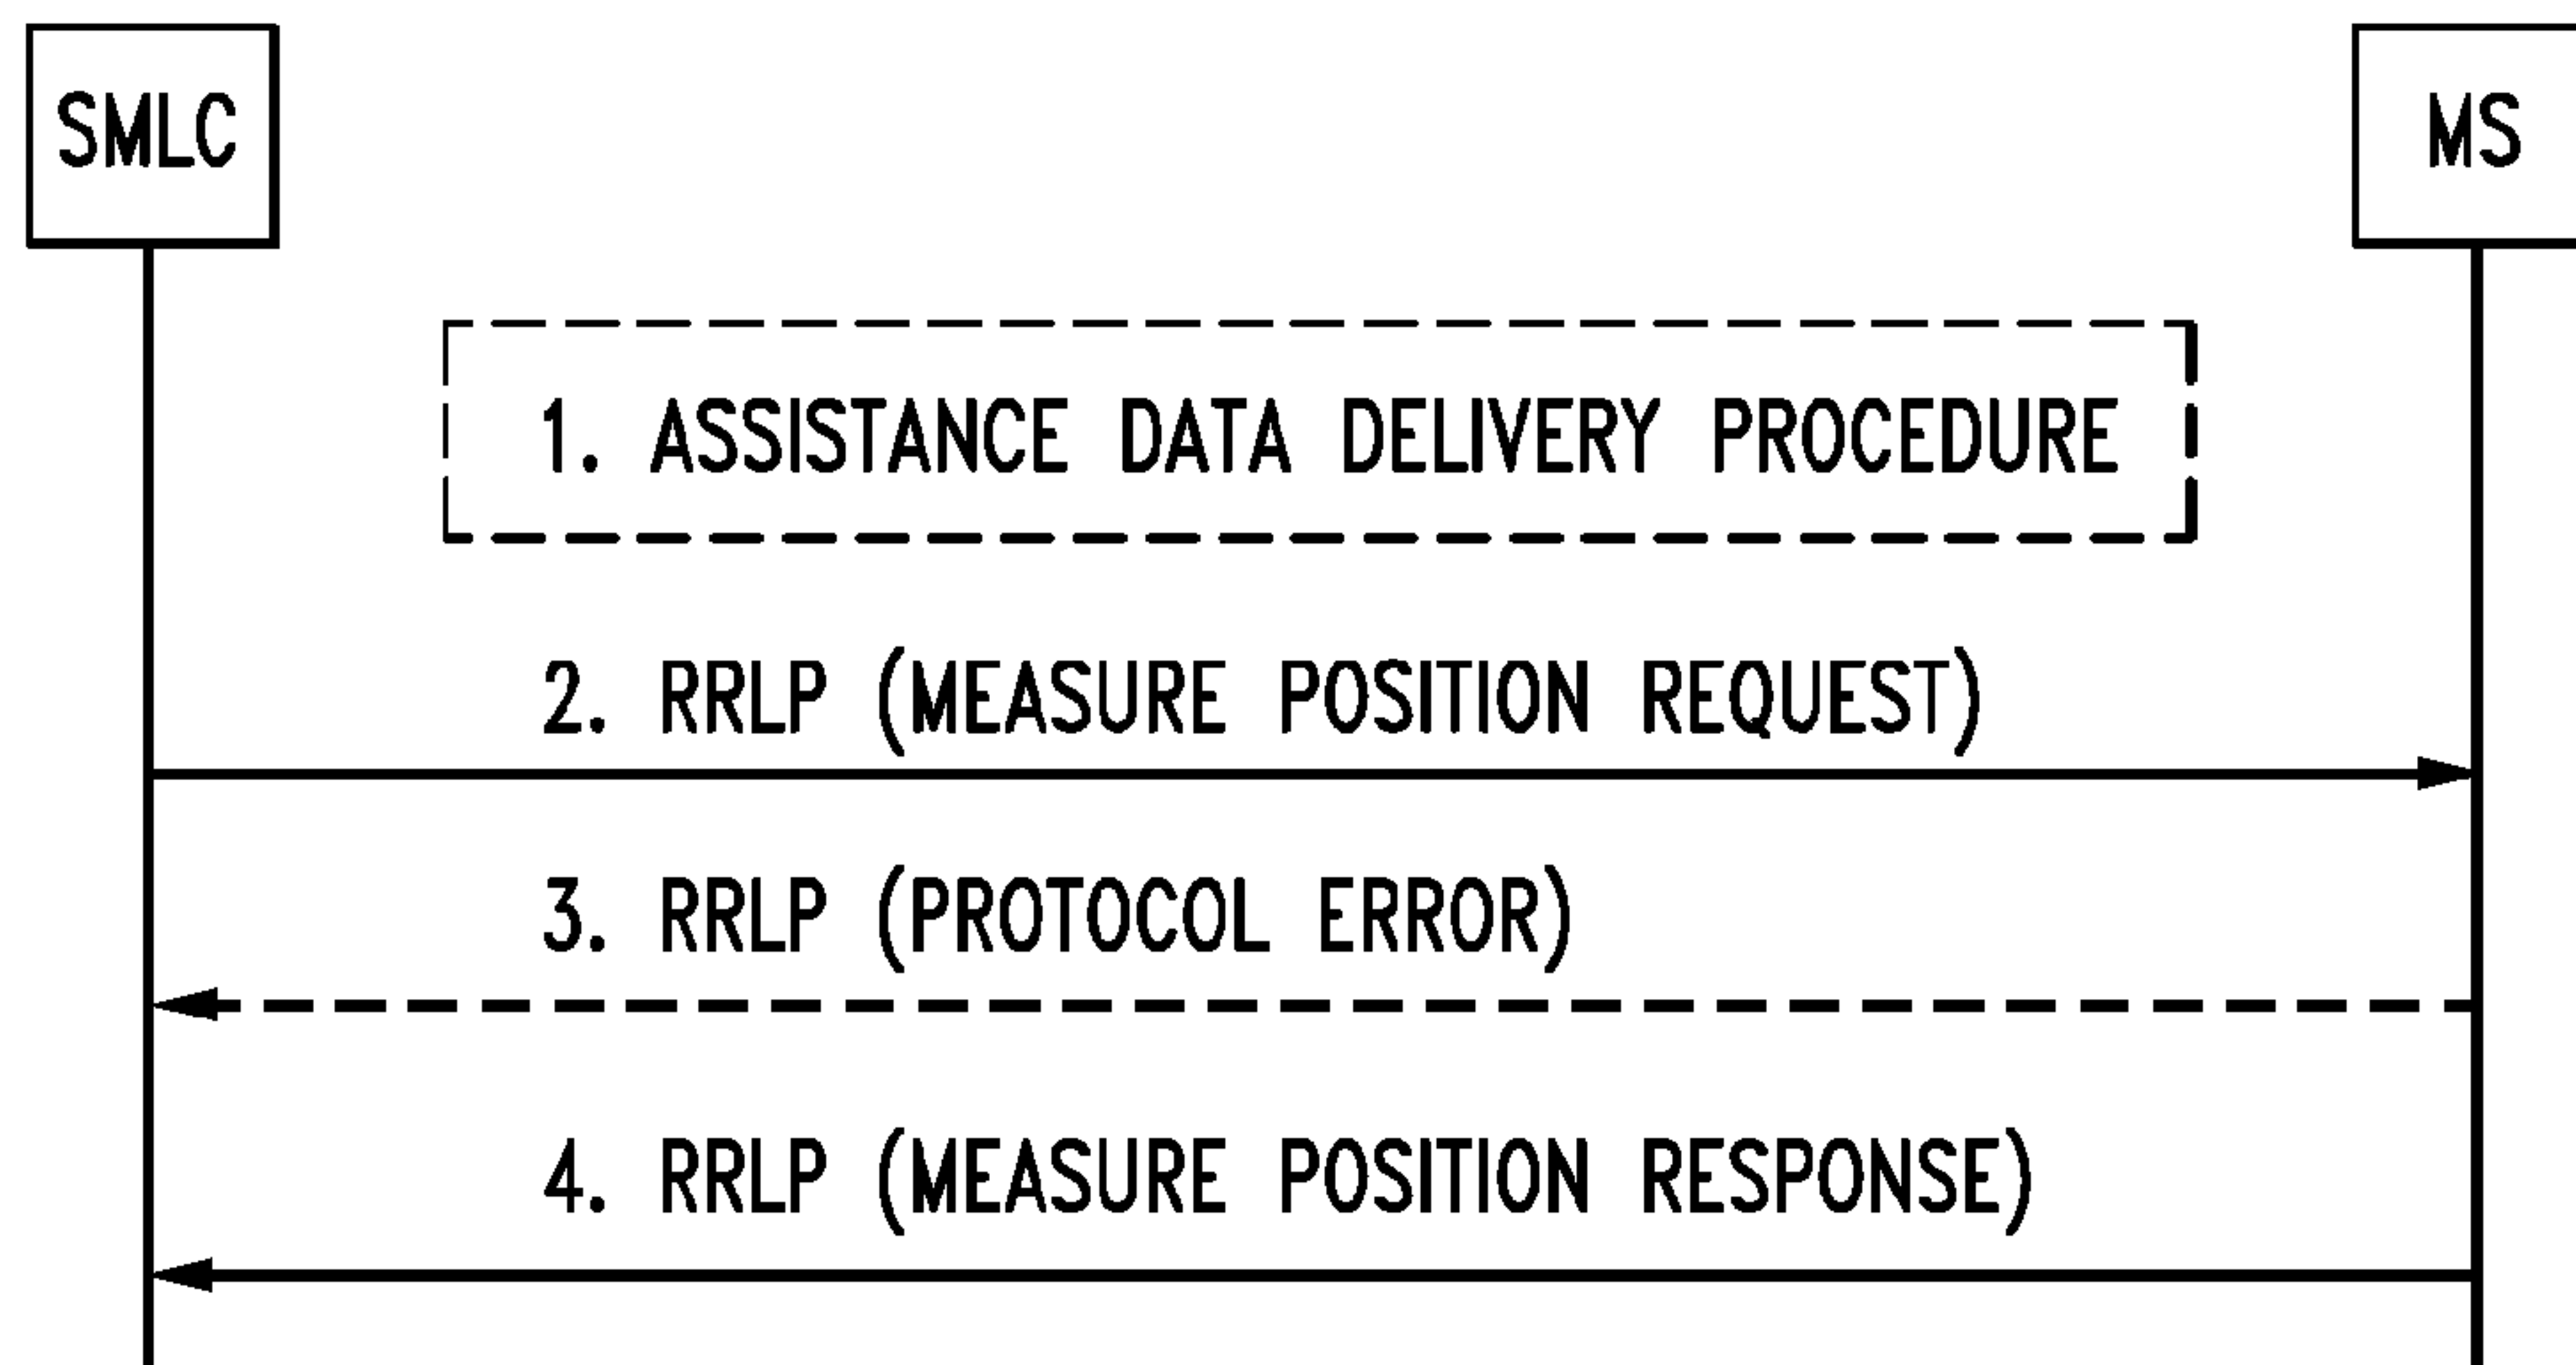 SMLC
MS
1. ASSISTANCE DATA DELIVERY PROCEDURE
2. RRLP (MEASURE POSITION REQUEST)
3. RRLP (PROTOCOL ERROR)
4. RRLP (MEASURE POSITION RESPONSE)